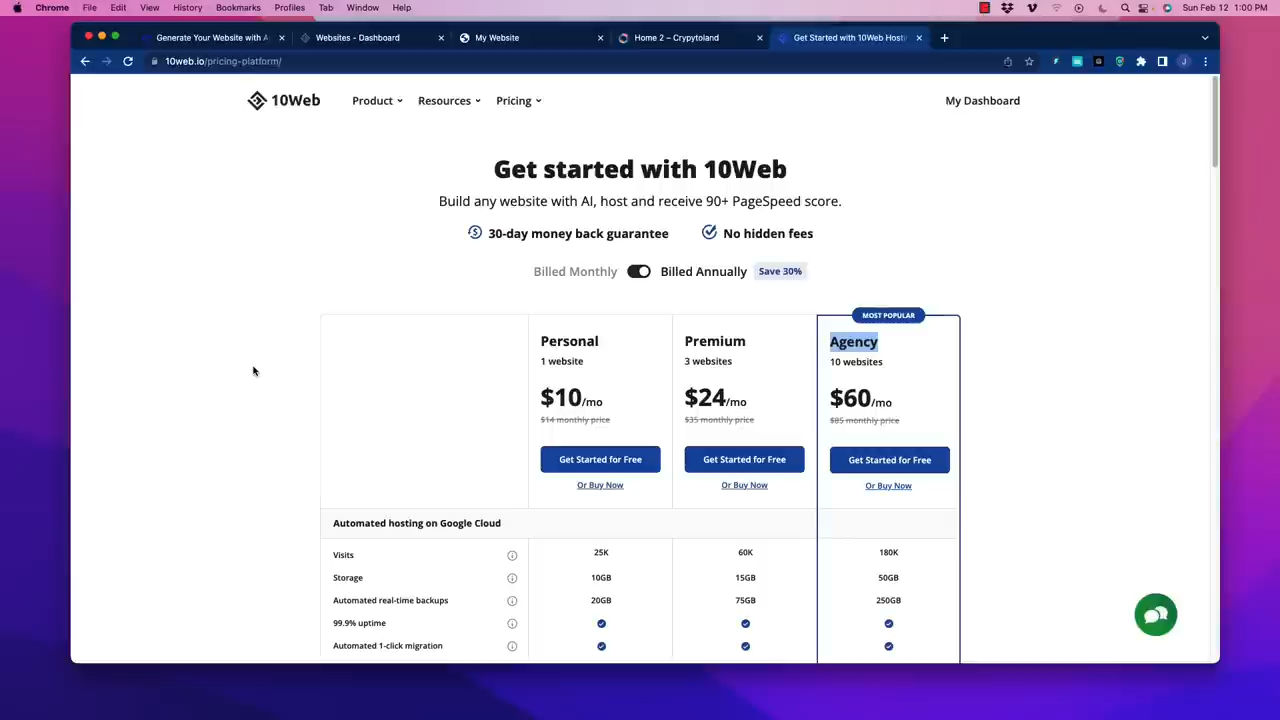 Chrome File Edit View History Bookmarks Profiles Tab Window Help Sun Feb 12 1:00 PM
Generate Your Website with A Websites - Dashboard My Website Home 2 – Crypytoland Get Started with 10Web Hosti
10web.io/pricing-platform/
10Web Product Resources Pricing My Dashboard
Get started with 10Web
Build any website with AI, host and receive 90+ PageSpeed score.
30-day money back guarantee No hidden fees
Billed Monthly Billed Annually Save 30%
MOST POPULAR
Personal Premium Agency
1 website 3 websites 10 websites
$10/mo $24/mo $60/mo
$14 monthly price $35 monthly price $85 monthly price
Get Started for Free Get Started for Free Get Started for Free
Or Buy Now Or Buy Now Or Buy Now
Automated hosting on Google Cloud
Visits 25K 60K 180K
Storage 10GB 15GB 50GB
Automated real-time backups 20GB 75GB 250GB
99.9% uptime
Automated 1-click migration